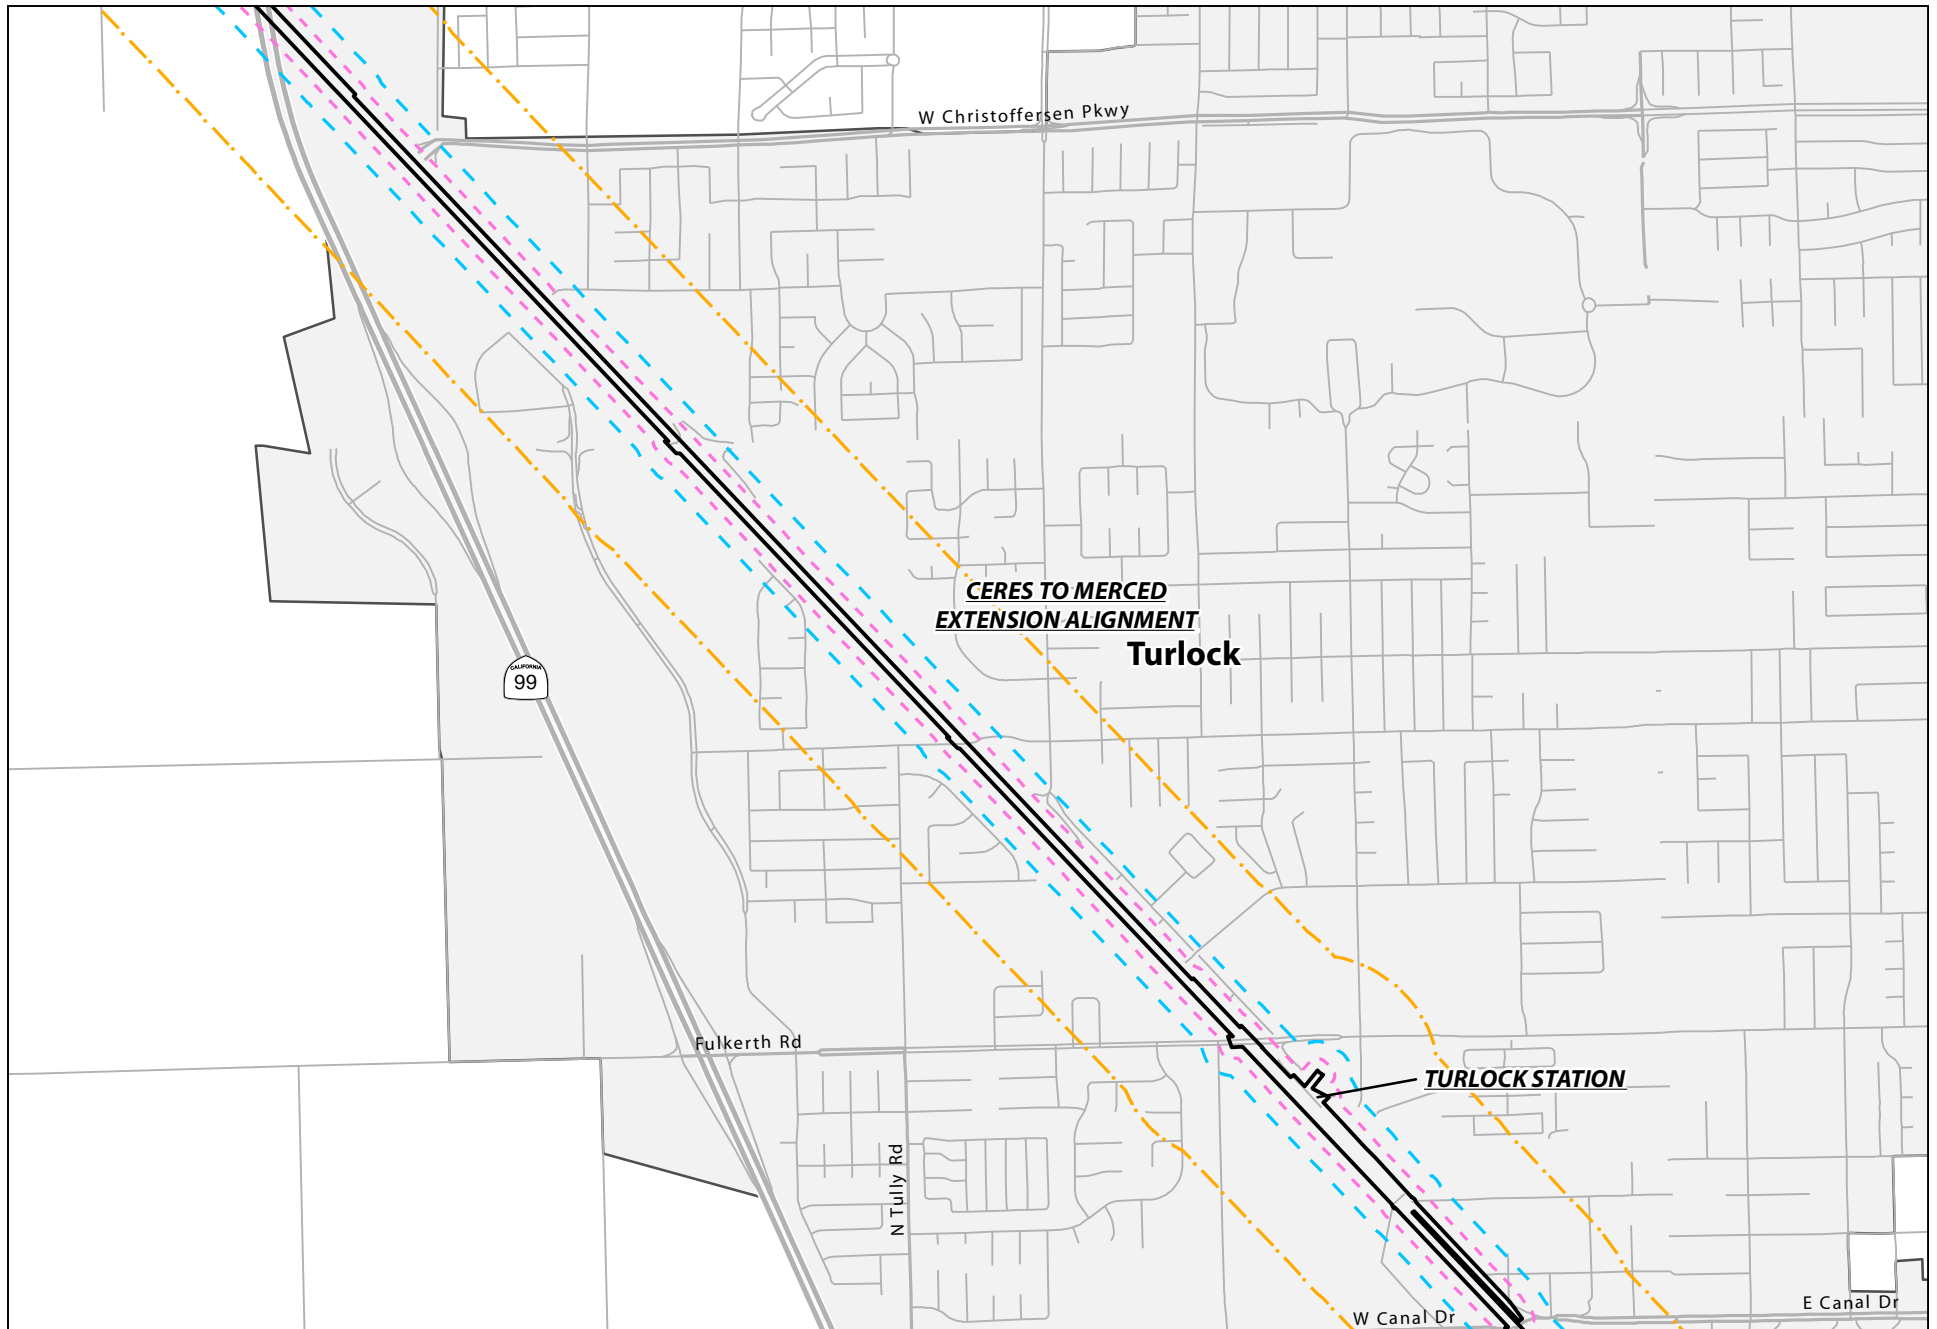 W Christoffersen Pkwy
CERES TO MERCED
EXTENSION ALIGNMENT
Turlock
CALIFORNIA
99
Fulkerth Rd
TURLOCK STATION
N Tully Rd
W Canal Dr
E Canal Dr